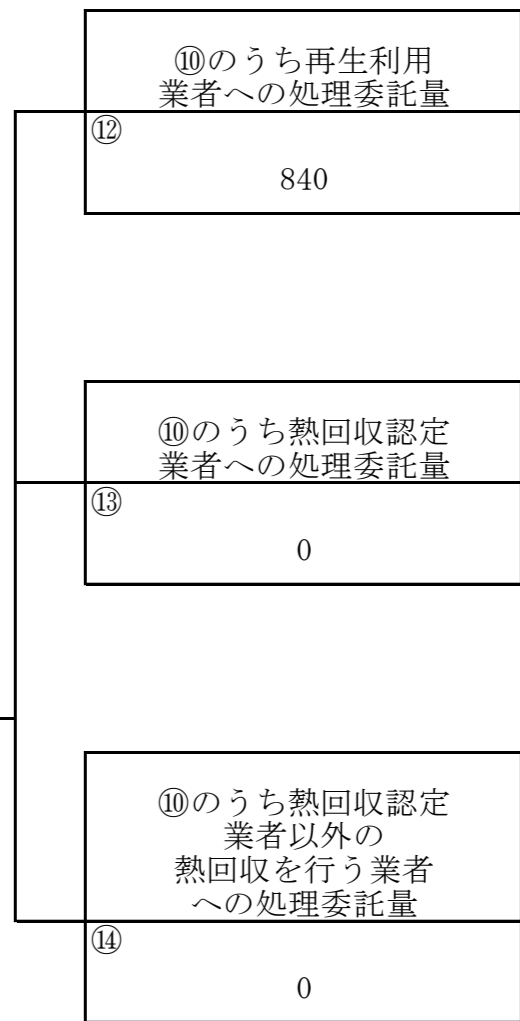 ⑩のうち再生利用
業者への処理委託量
⑫
840
⑩のうち熱回収認定
業者への処理委託量
⑬
0
⑩のうち熱回収認定
業者以外の
熱回収を行う業者
への処理委託量
⑭
0